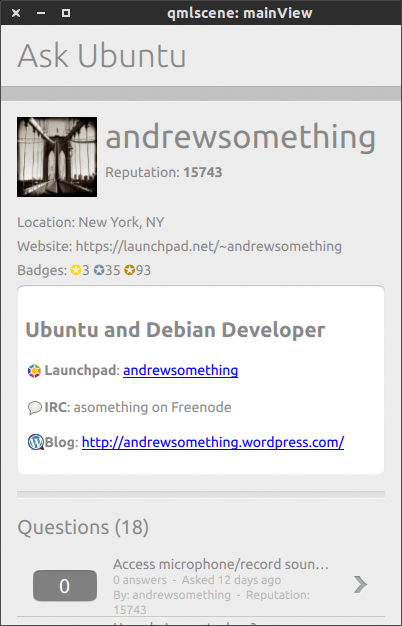 qmlscene: mainView
Ask Ubuntu
andrewsomething
Reputation: 15743
Location: New York, NY
Website: https://launchpad.net/~andrewsomething
Badges: 3 35 93
Ubuntu and Debian Developer
Launchpad: andrewsomething
IRC: asomething on Freenode
Blog: http://andrewsomething.wordpress.com/
Questions (18)
0
Access microphone/record soun...
0 answers - Asked 12 days ago
By: andrewsomething - Reputation:
15743